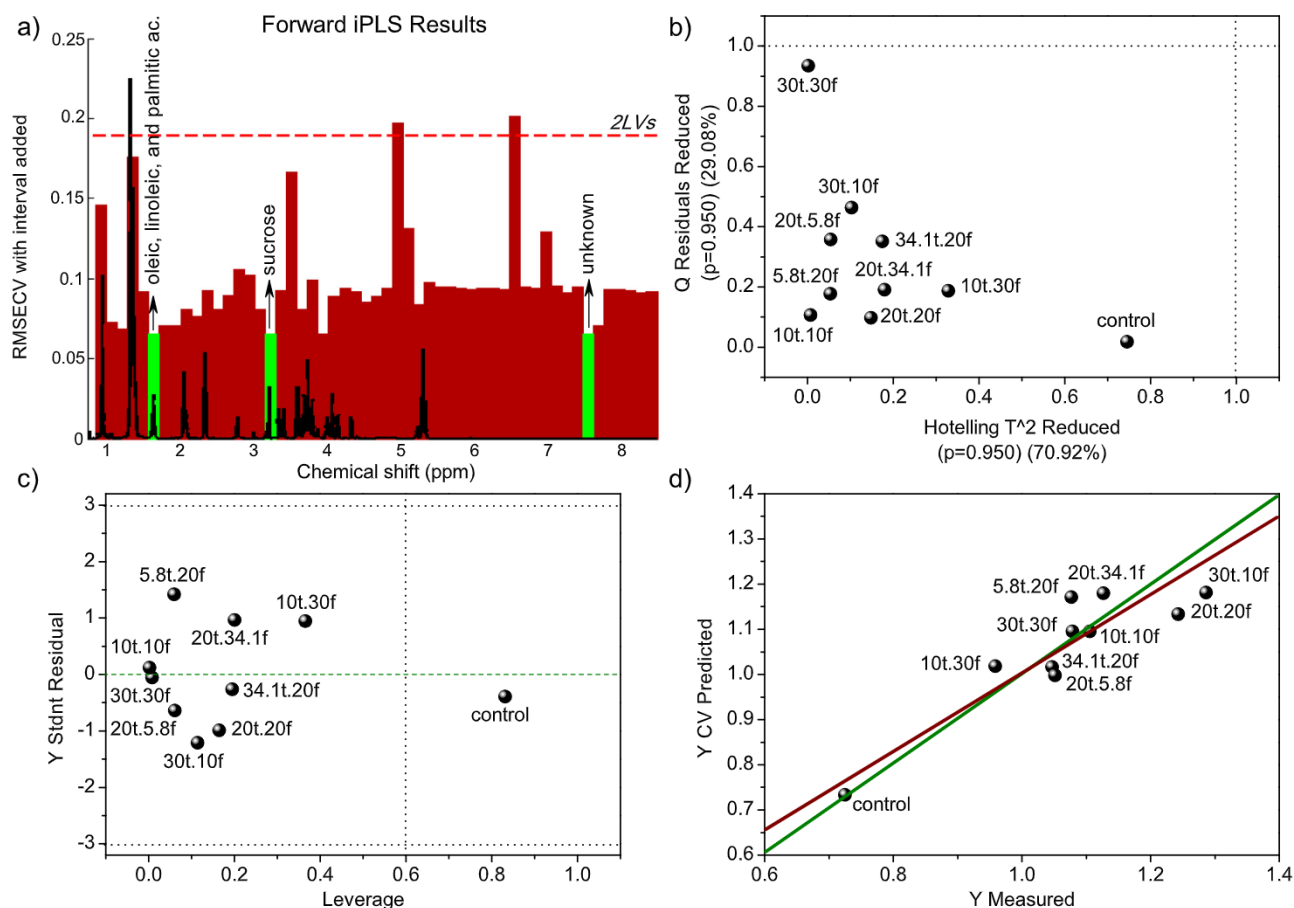 a)
Forward iPLS Results
RMSECV with interval added
0.25
0.2
0.15
0.1
0.05
0
oleic, linoleic, and palmitic ac.
sucrose
unknown
2LVs
1 2 3 4 5 6 7 8
Chemical shift (ppm)
b)
Q Residuals Reduced
(p=0.950) (29.08%)
1.0
0.8
0.6
0.4
0.2
0.0
30t.30f
30t.10f
20t.5.8f
34.1t.20f
5.8t.20f
20t.34.1f
10t.30f
10t.10f
20t.20f
control
0.0 0.2 0.4 0.6 0.8 1.0
Hotelling T^2 Reduced
(p=0.950) (70.92%)
c)
Y Stdnt Residual
3
2
1
0
-1
-2
-3
5.8t.20f
10t.30f
20t.34.1f
10t.10f
30t.30f
34.1t.20f
20t.5.8f
20t.20f
30t.10f
control
0.0 0.2 0.4 0.6 0.8 1.0
Leverage
d)
Y CV Predicted
1.4
1.3
1.2
1.1
1.0
0.9
0.8
0.7
0.6
20t.34.1f
5.8t.20f
30t.10f
20t.20f
30t.30f
10t.10f
10t.30f
34.1t.20f
20t.5.8f
control
0.6 0.8 1.0 1.2 1.4
Y Measured